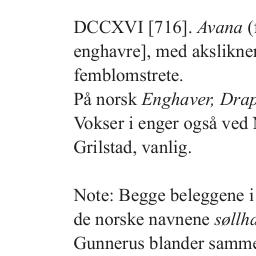 DCCXVI [716]. Avana (
enghavre], med akslikne
femblomstrete.
På norsk Enghaver, Drap
Vokser i enger også ved
Grilstad, vanlig.

Note: Begge beleggene i
de norske navnene søllha
Gunnerus blander samme